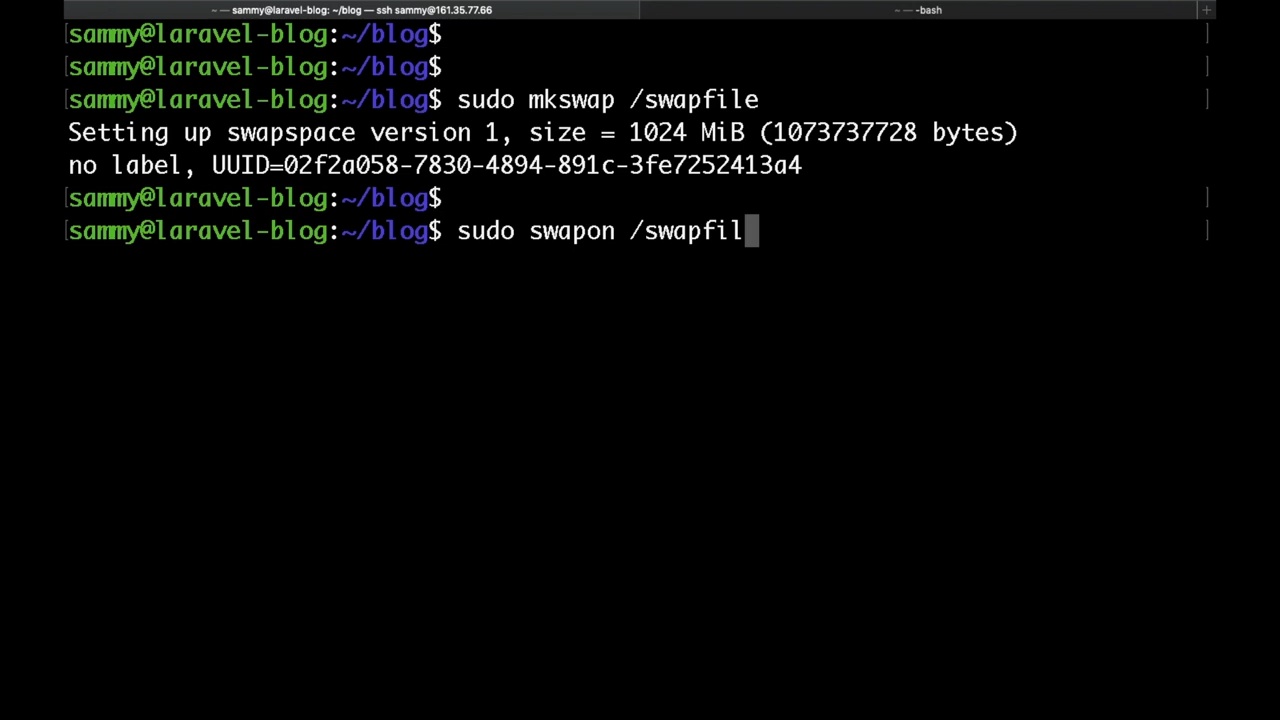 ~ — sammy@laravel-blog: ~/blog — ssh sammy@161.35.77.66
~ — -bash
+
[sammy@laravel-blog:~/blog$ ]
[sammy@laravel-blog:~/blog$ ]
[sammy@laravel-blog:~/blog$ sudo mkswap /swapfile ]
Setting up swapspace version 1, size = 1024 MiB (1073737728 bytes)
no label, UUID=02f2a058-7830-4894-891c-3fe7252413a4
[sammy@laravel-blog:~/blog$ ]
[sammy@laravel-blog:~/blog$ sudo swapon /swapfil ]